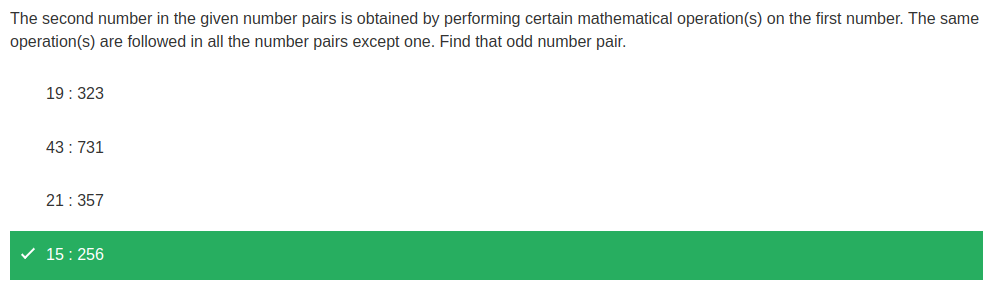 The second number in the given number pairs is obtained by performing certain mathematical operation(s) on the first number. The same
operation(s) are followed in all the number pairs except one. Find that odd number pair.
19 : 323
43 : 731
21 : 357
15 : 256